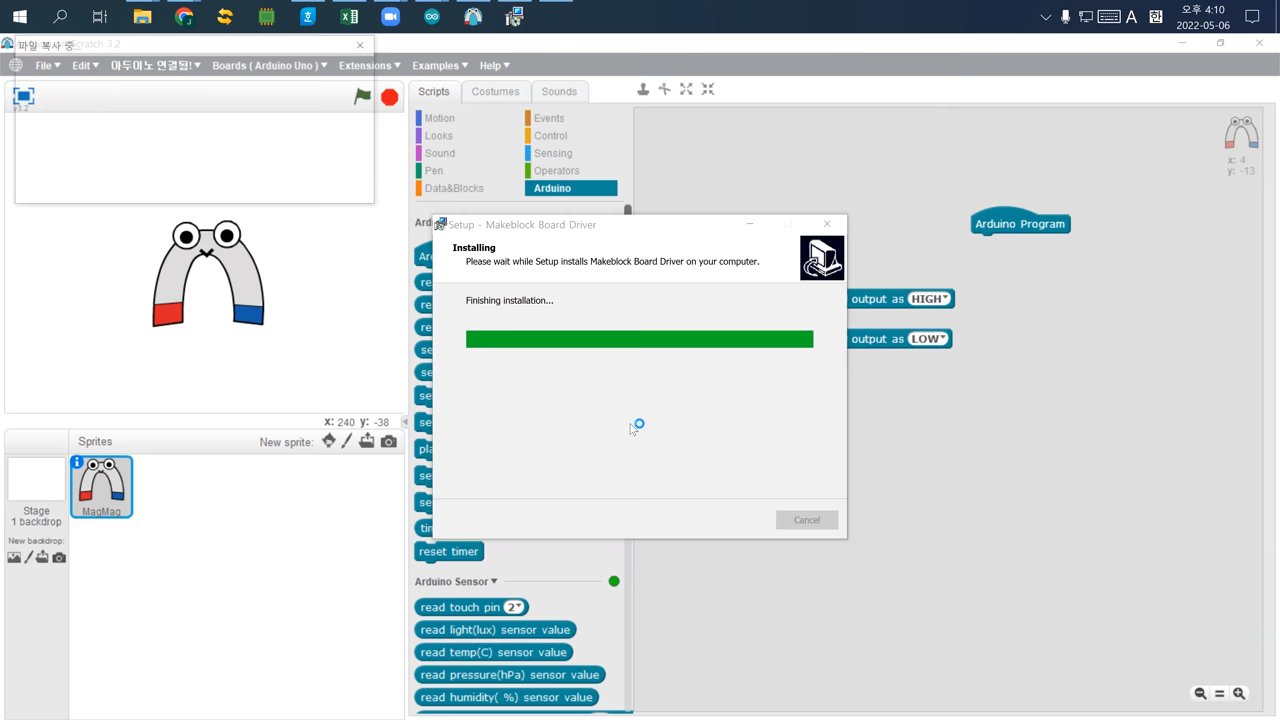 A
한
오후 4:10
2022-05-06
파일 복사 중...
Scratch 3.2
File
Edit
아두이노 연결됨!
Boards ( Arduino Uno )
Extensions
Examples
Help
v3.2
Scripts
Costumes
Sounds
Motion
Looks
Sound
Pen
Data&Blocks
Events
Control
Sensing
Operators
Arduino
x: 4
y: -13
Arduino Program
output as HIGH
output as LOW
Setup - Makeblock Board Driver
Installing
Please wait while Setup installs Makeblock Board Driver on your computer.
Finishing installation...
Cancel
x: 240 y: -38
Sprites
New sprite:
MagMag
Stage
1 backdrop
New backdrop:
reset timer
Arduino Sensor
read touch pin 2
read light(lux) sensor value
read temp(C) sensor value
read pressure(hPa) sensor value
read humidity( %) sensor value